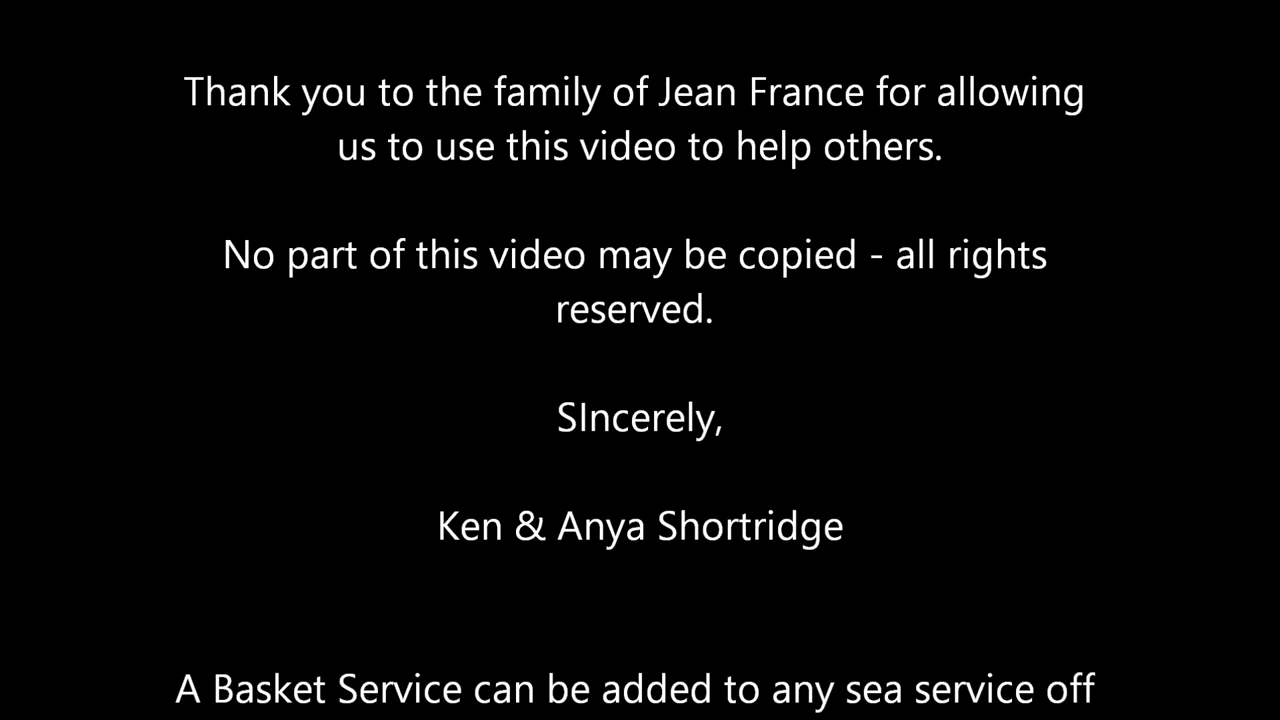 Thank you to the family of Jean France for allowing
us to use this video to help others.
No part of this video may be copied - all rights
reserved.
SIncerely,
Ken & Anya Shortridge
A Basket Service can be added to any sea service off